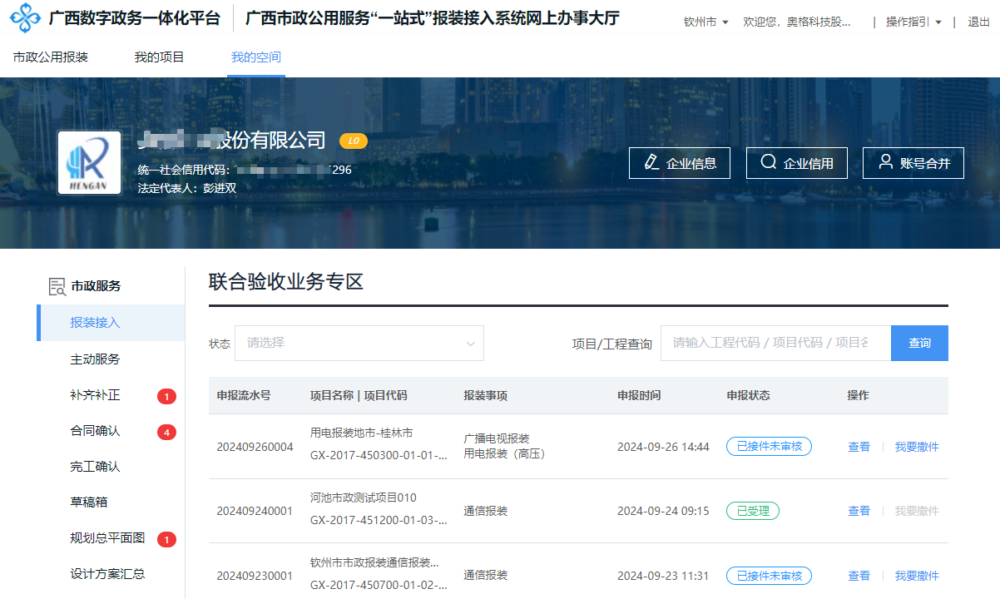 广西数字政务一体化平台
广西市政公用服务“一站式”报装接入系统网上办事大厅
钦州市
欢迎您，奥格科技股...
|
操作指引
|
退出
市政公用报装
我的项目
我的空间
股份有限公司
L0
统一社会信用代码：
296
法定代表人：彭进双
HENGAN
企业信息
企业信用
账号合并
市政服务
报装接入
主动服务
补齐补正 1
合同确认 4
完工确认
草稿箱
规划总平面图 1
设计方案汇总
联合验收业务专区
状态 请选择
项目/工程查询 请输入工程代码 / 项目代码 / 项目名
查询
申报流水号 项目名称 | 项目代码 报装事项 申报时间 申报状态 操作
202409260004
用电报装地市-桂林市
GX-2017-450300-01-01-...
广播电视报装
用电报装（高压）
2024-09-26 14:44
已接件未审核
查看 | 我要撤件
202409240001
河池市政测试项目010
GX-2017-451200-01-03-...
通信报装
2024-09-24 09:15
已受理
查看 | 我要撤件
202409230001
钦州市市政报装通信报装...
GX-2017-450700-01-02-...
通信报装
2024-09-23 11:31
已接件未审核
查看 | 我要撤件